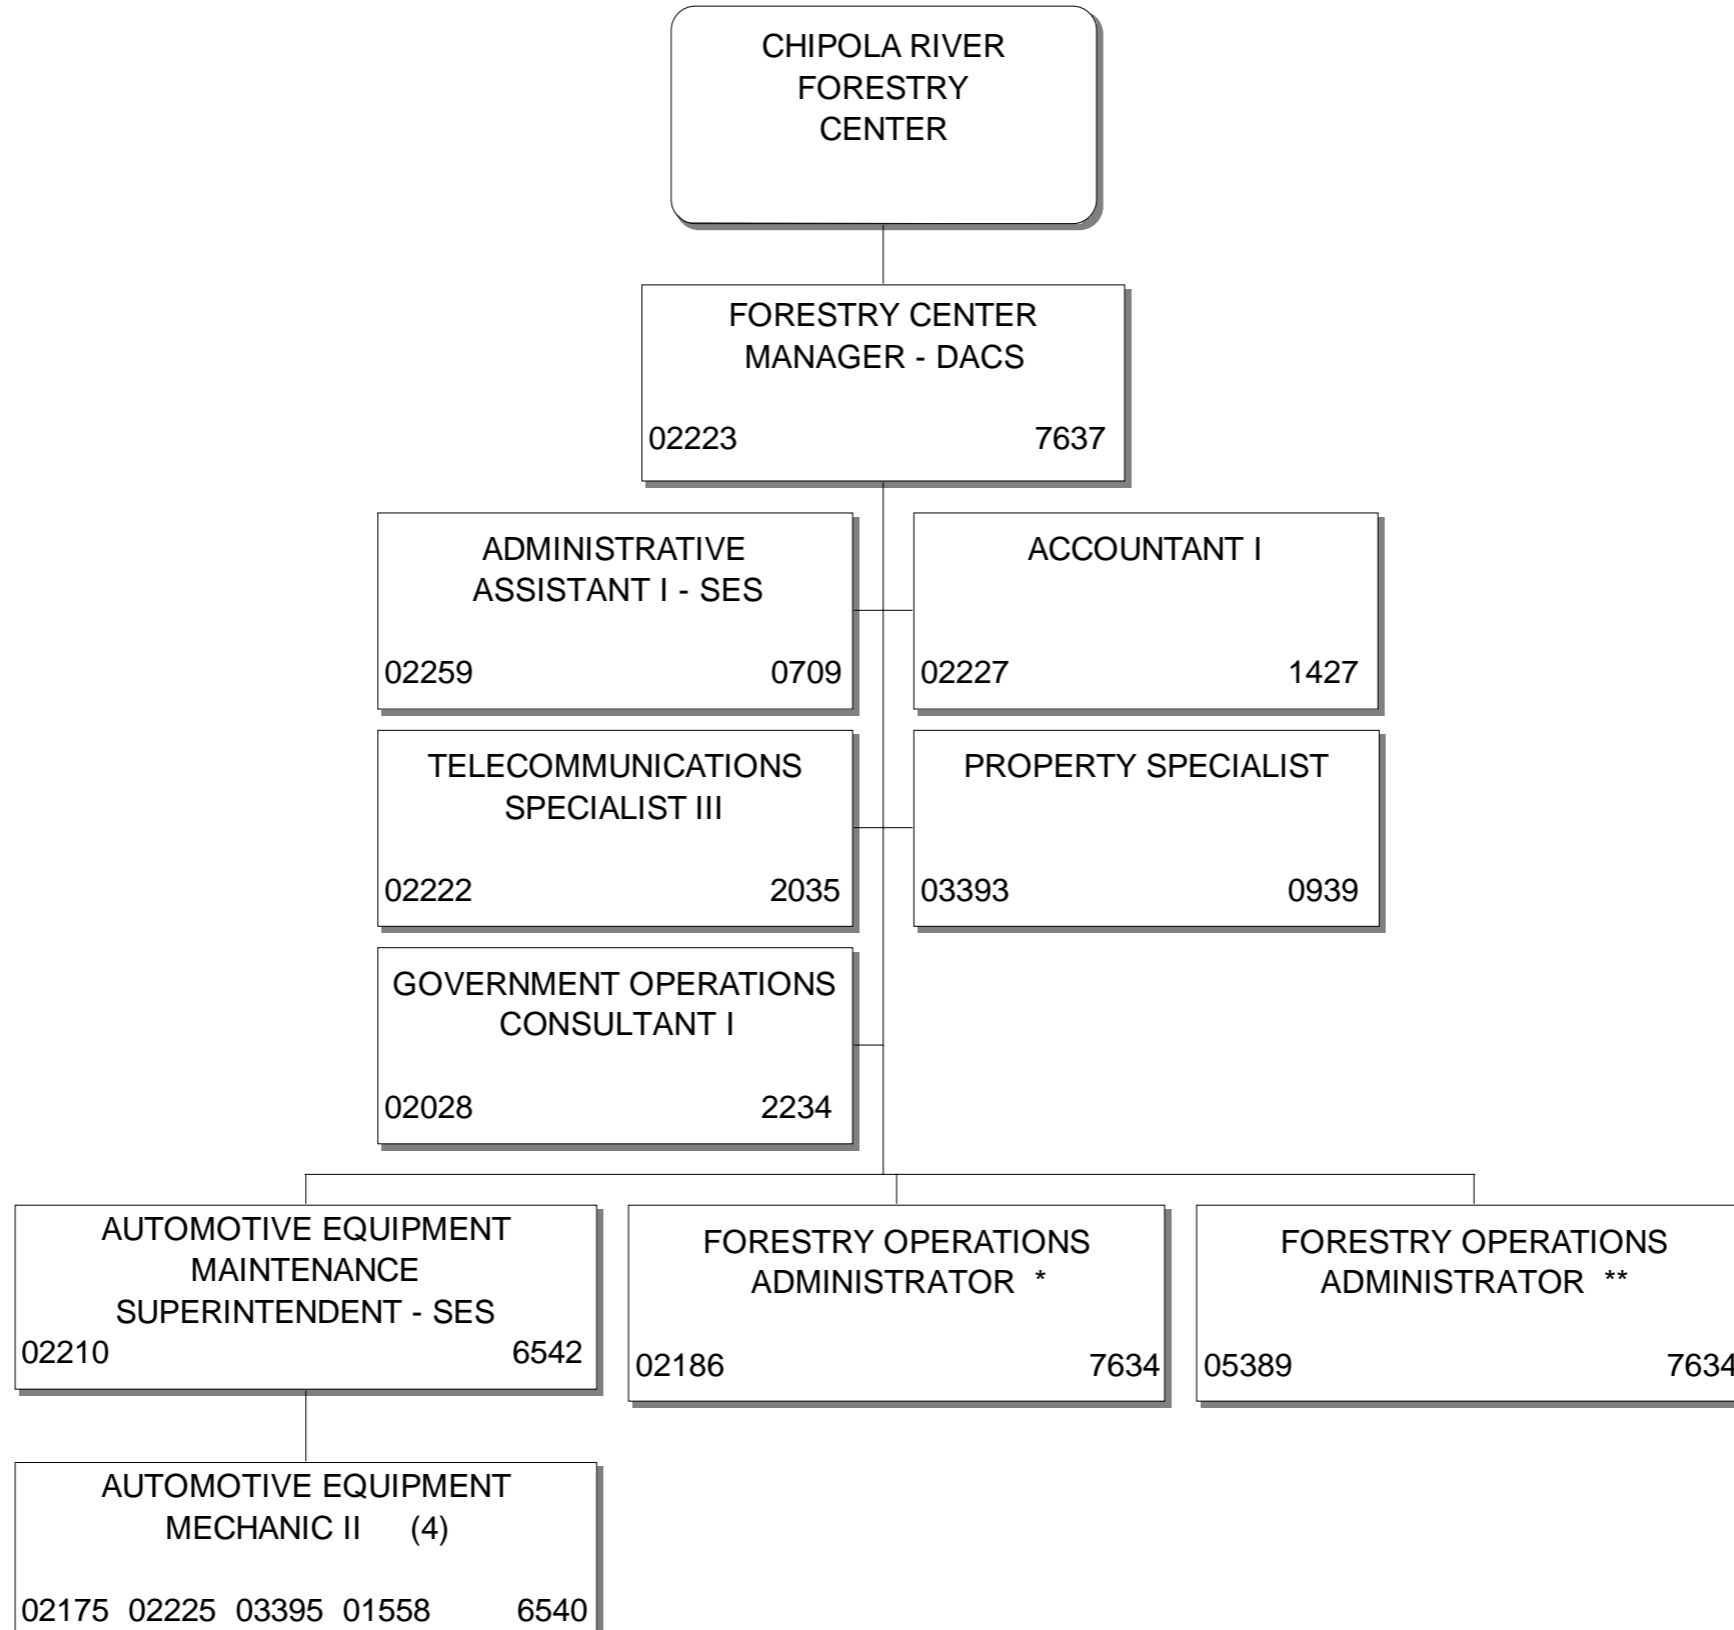 CHIPOLA RIVER
FORESTRY
CENTER
FORESTRY CENTER
MANAGER - DACS
02223 7637
ADMINISTRATIVE
ASSISTANT I - SES
02259 0709
ACCOUNTANT I
02227 1427
TELECOMMUNICATIONS
SPECIALIST III
02222 2035
PROPERTY SPECIALIST
03393 0939
GOVERNMENT OPERATIONS
CONSULTANT I
02028 2234
AUTOMOTIVE EQUIPMENT
MAINTENANCE
SUPERINTENDENT - SES
02210 6542
FORESTRY OPERATIONS
ADMINISTRATOR *
02186 7634
FORESTRY OPERATIONS
ADMINISTRATOR **
05389 7634
AUTOMOTIVE EQUIPMENT
MECHANIC II (4)
02175 02225 03395 01558 6540